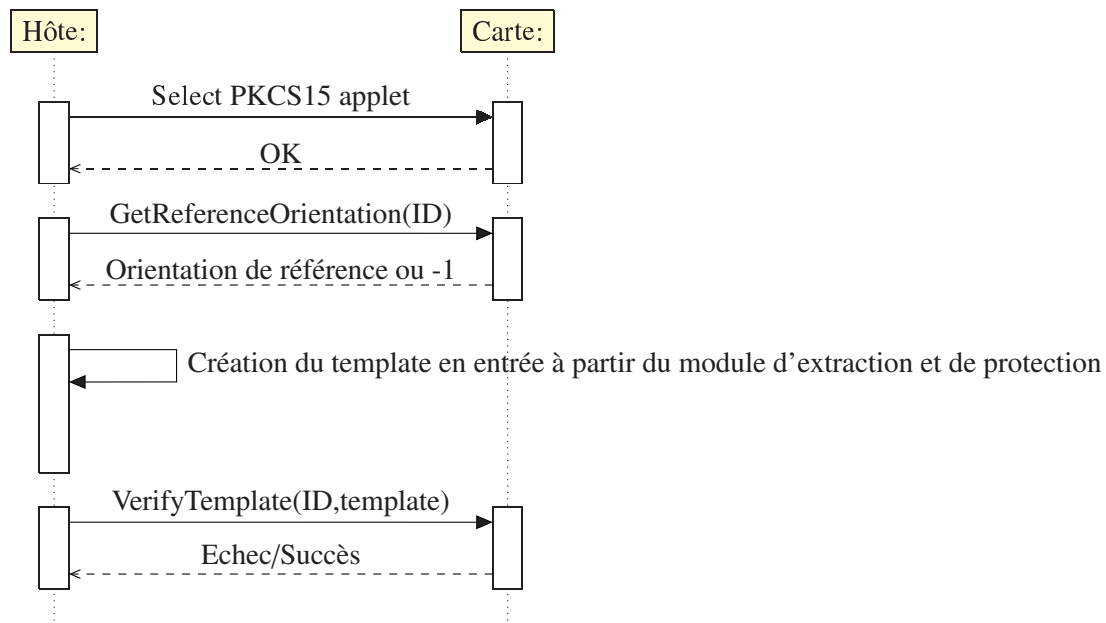 Hôte:
Carte:
Select PKCS15 applet
OK
GetReferenceOrientation(ID)
Orientation de référence ou -1
Création du template en entrée à partir du module d'extraction et de protection
VerifyTemplate(ID,template)
Echec/Succès